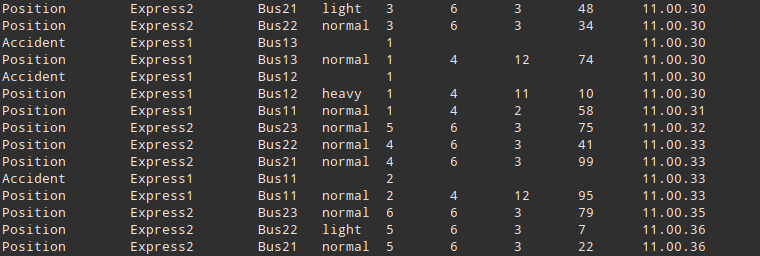 Position Express2 Bus21 light 3 6 3 48 11.00.30
Position Express2 Bus22 normal 3 6 3 34 11.00.30
Accident Express1 Bus13 1 11.00.30
Position Express1 Bus13 normal 1 4 12 74 11.00.30
Accident Express1 Bus12 1 11.00.30
Position Express1 Bus12 heavy 1 4 11 10 11.00.30
Position Express1 Bus11 normal 1 4 2 58 11.00.31
Position Express2 Bus23 normal 5 6 3 75 11.00.32
Position Express2 Bus22 normal 4 6 3 41 11.00.33
Position Express2 Bus21 normal 4 6 3 99 11.00.33
Accident Express1 Bus11 2 11.00.33
Position Express1 Bus11 normal 2 4 12 95 11.00.33
Position Express2 Bus23 normal 6 6 3 79 11.00.35
Position Express2 Bus22 light 5 6 3 7 11.00.36
Position Express2 Bus21 normal 5 6 3 22 11.00.36